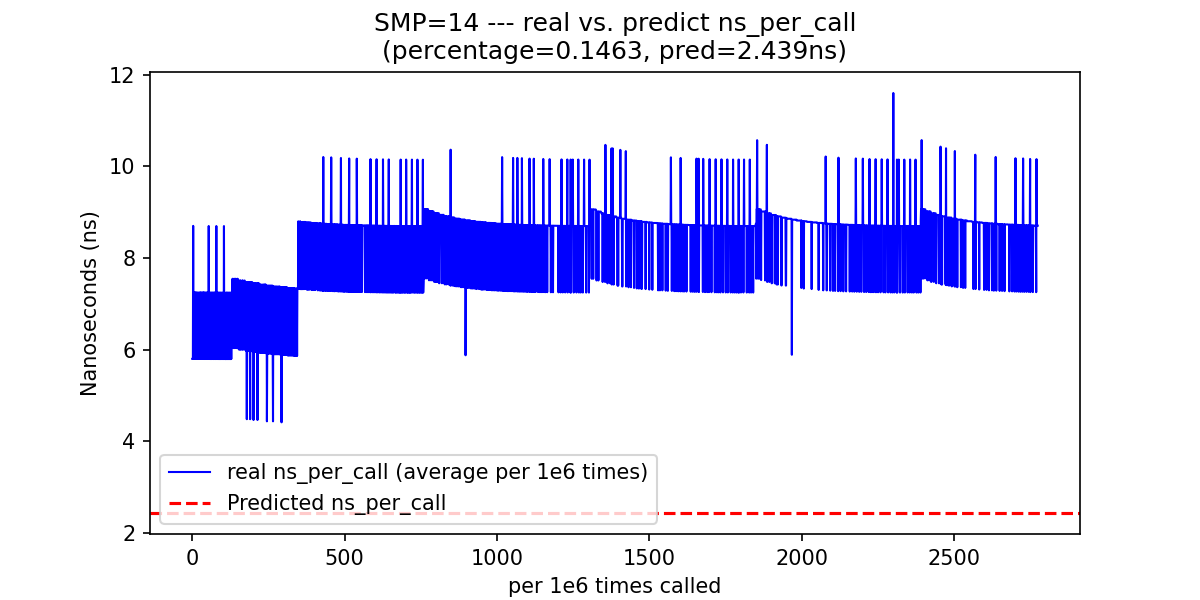 SMP=14 --- real vs. predict ns_per_call
(percentage=0.1463, pred=2.439ns)
12
10
8
6
4
2
Nanoseconds (ns)
real ns_per_call (average per 1e6 times)
Predicted ns_per_call
0
500
1000
1500
2000
2500
per 1e6 times called